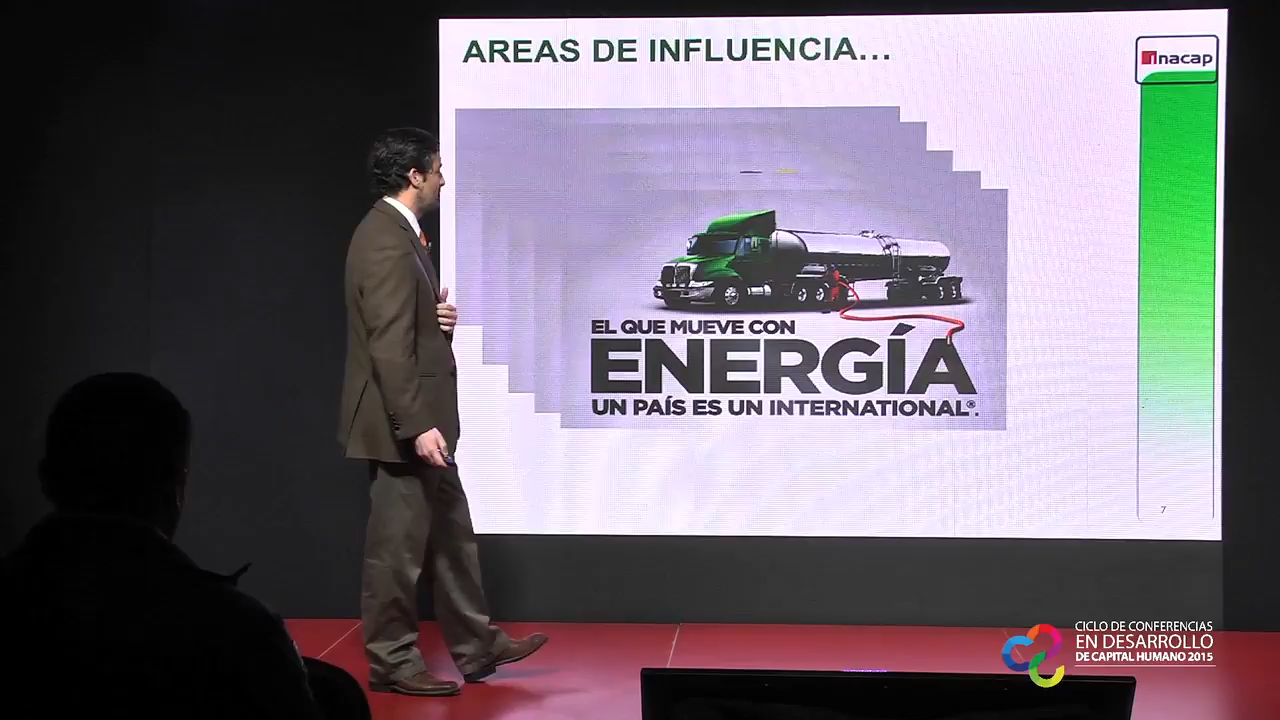 AREAS DE INFLUENCIA...
inacap
EL QUE MUEVE CON
ENERGÍA
UN PAÍS ES UN INTERNATIONAL®.
7
CICLO DE CONFERENCIAS
EN DESARROLLO
DE CAPITAL HUMANO 2015